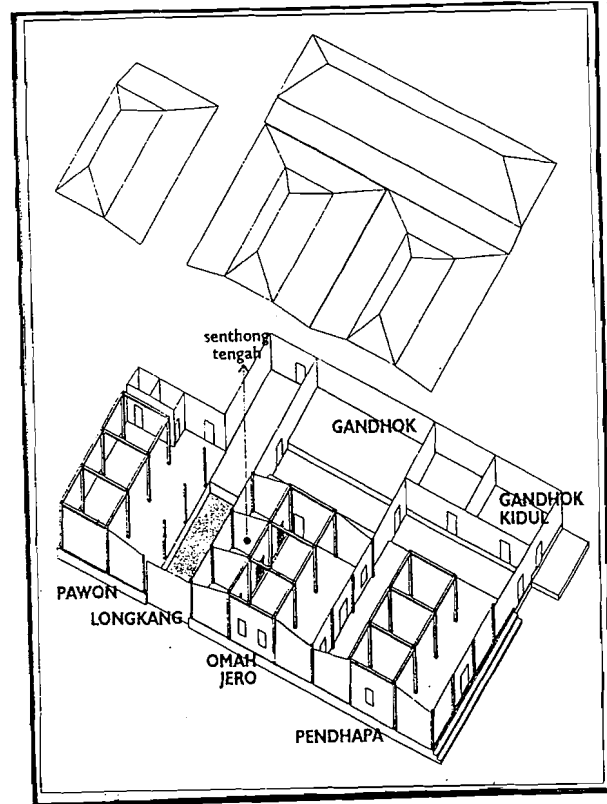 senthong
tengah
GANDHOK
GANDHOK
KIDUL
PAWON
LONGKANG
OMAH
JERO
PENDHAPA